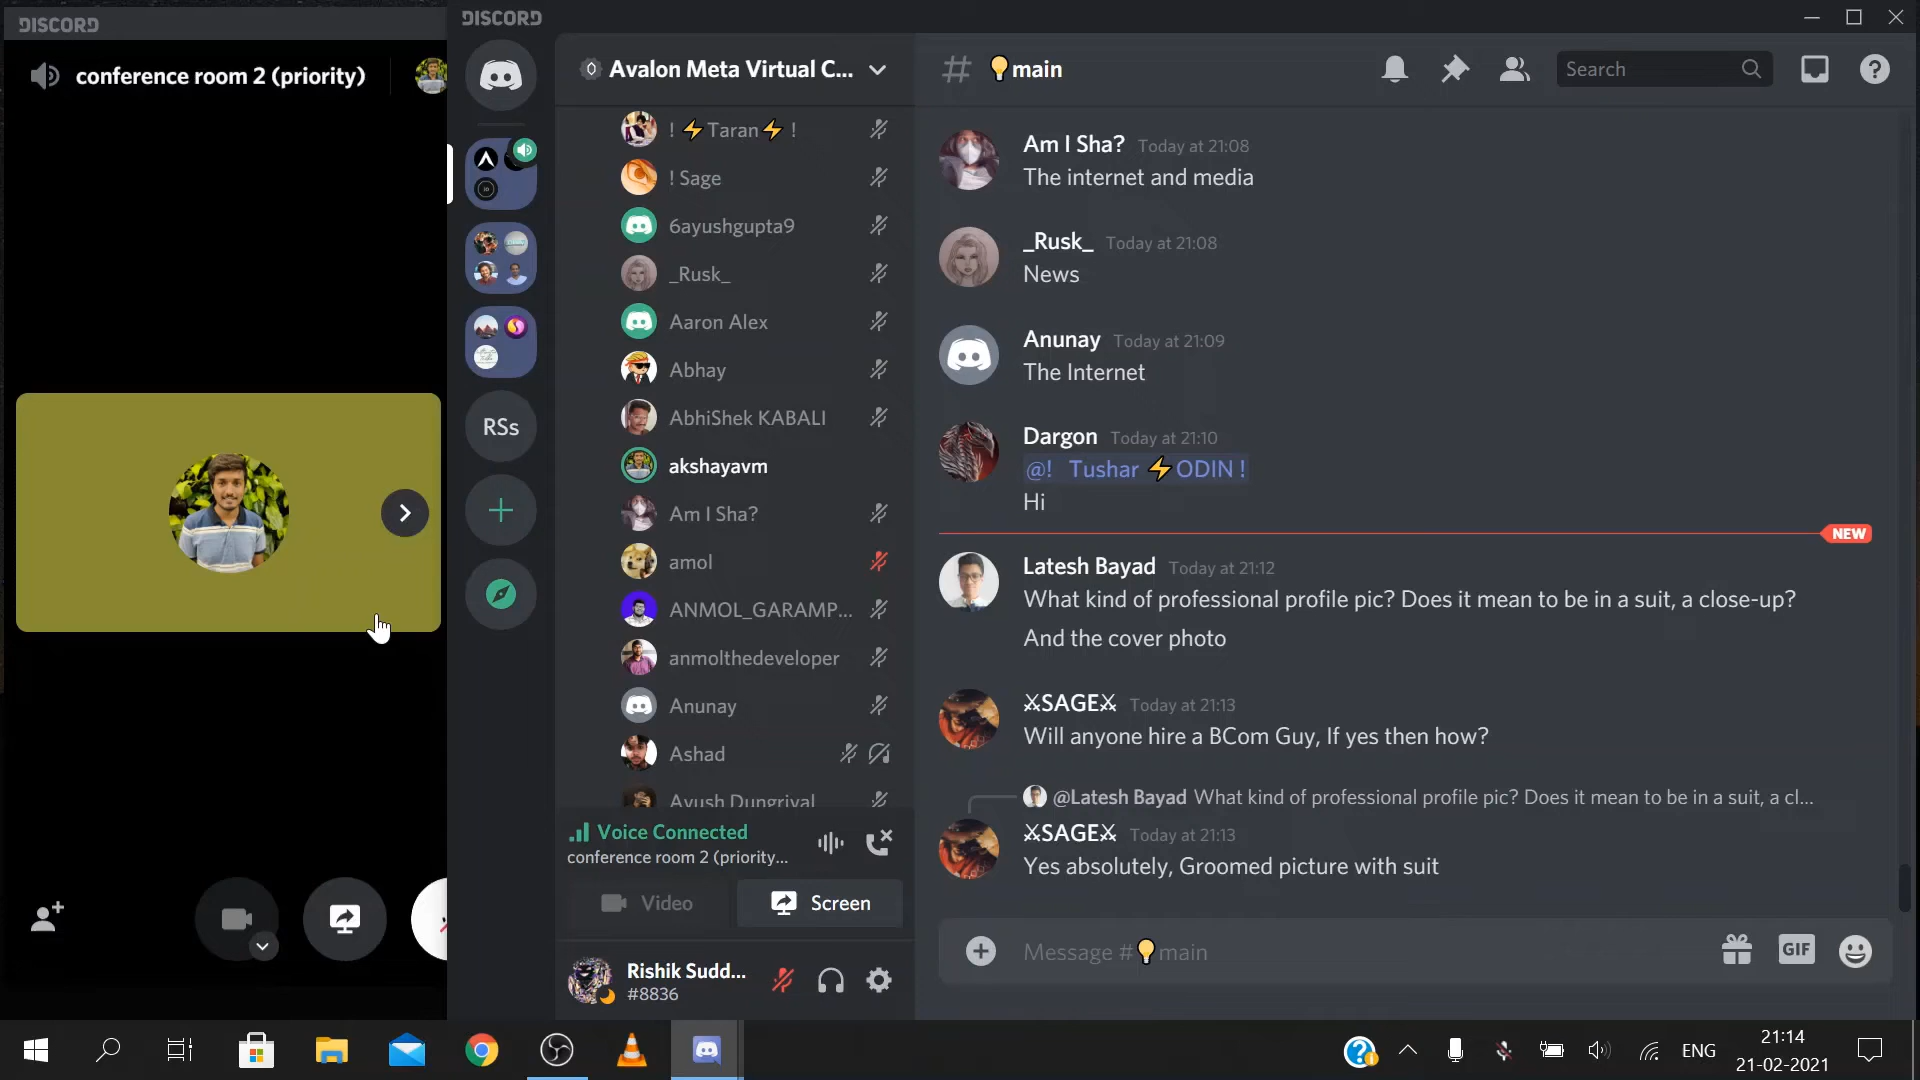 DISCORD
conference room 2 (priority)
DISCORD
RSs
Avalon Meta Virtual C...
! ⚡Taran⚡ !
! Sage
6ayushgupta9
_Rusk_
Aaron Alex
Abhay
AbhiShek KABALI
akshayavm
Am I Sha?
amol
ANMOL_GARAMP...
anmolthedeveloper
Anunay
Ashad
Ayush Dungriyal
Voice Connected
conference room 2 (priority...
Video
Screen
Rishik Sudd...
#8836
# 💡main
Search
Am I Sha? Today at 21:08
The internet and media
_Rusk_ Today at 21:08
News
Anunay Today at 21:09
The Internet
Dargon Today at 21:10
@! Tushar ⚡ODIN !
Hi
NEW
Latesh Bayad Today at 21:12
What kind of professional profile pic? Does it mean to be in a suit, a close-up?
And the cover photo
⚔SAGE⚔ Today at 21:13
Will anyone hire a BCom Guy, If yes then how?
@Latesh Bayad What kind of professional profile pic? Does it mean to be in a suit, a cl...
⚔SAGE⚔ Today at 21:13
Yes absolutely, Groomed picture with suit
Message #💡main
GIF
ENG
21:14
21-02-2021